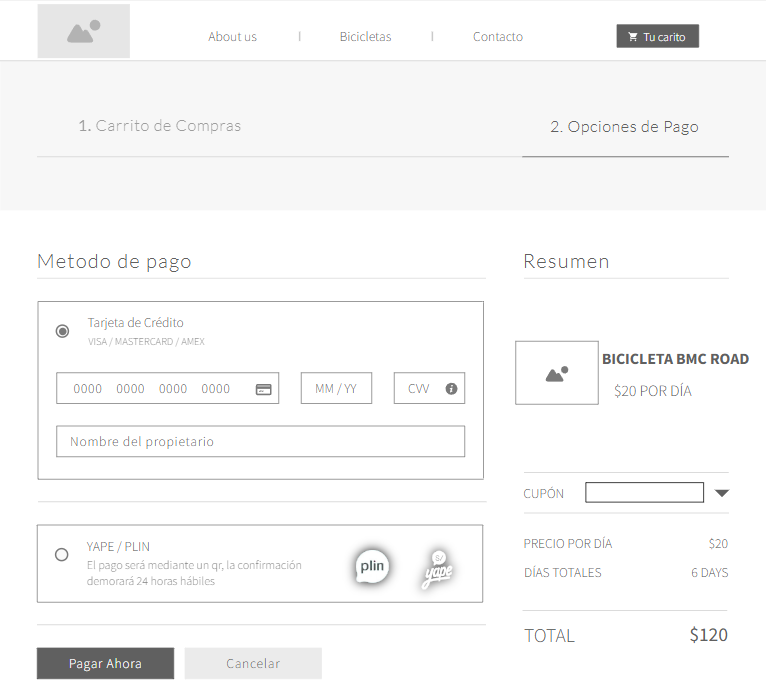 About us | Bicicletas | Contacto Tu carito
1. Carrito de Compras
2. Opciones de Pago
Metodo de pago
Tarjeta de Crédito
VISA / MASTERCARD / AMEX
0000 0000 0000 0000 MM / YY CVV
Nombre del propietario
YAPE / PLIN
El pago será mediante un qr, la confirmación
demorará 24 horas hábiles
plin
S/
yape
Pagar Ahora
Cancelar
Resumen
BICICLETA BMC ROAD
$20 POR DÍA
CUPÓN
PRECIO POR DÍA $20
DÍAS TOTALES 6 DAYS
TOTAL $120